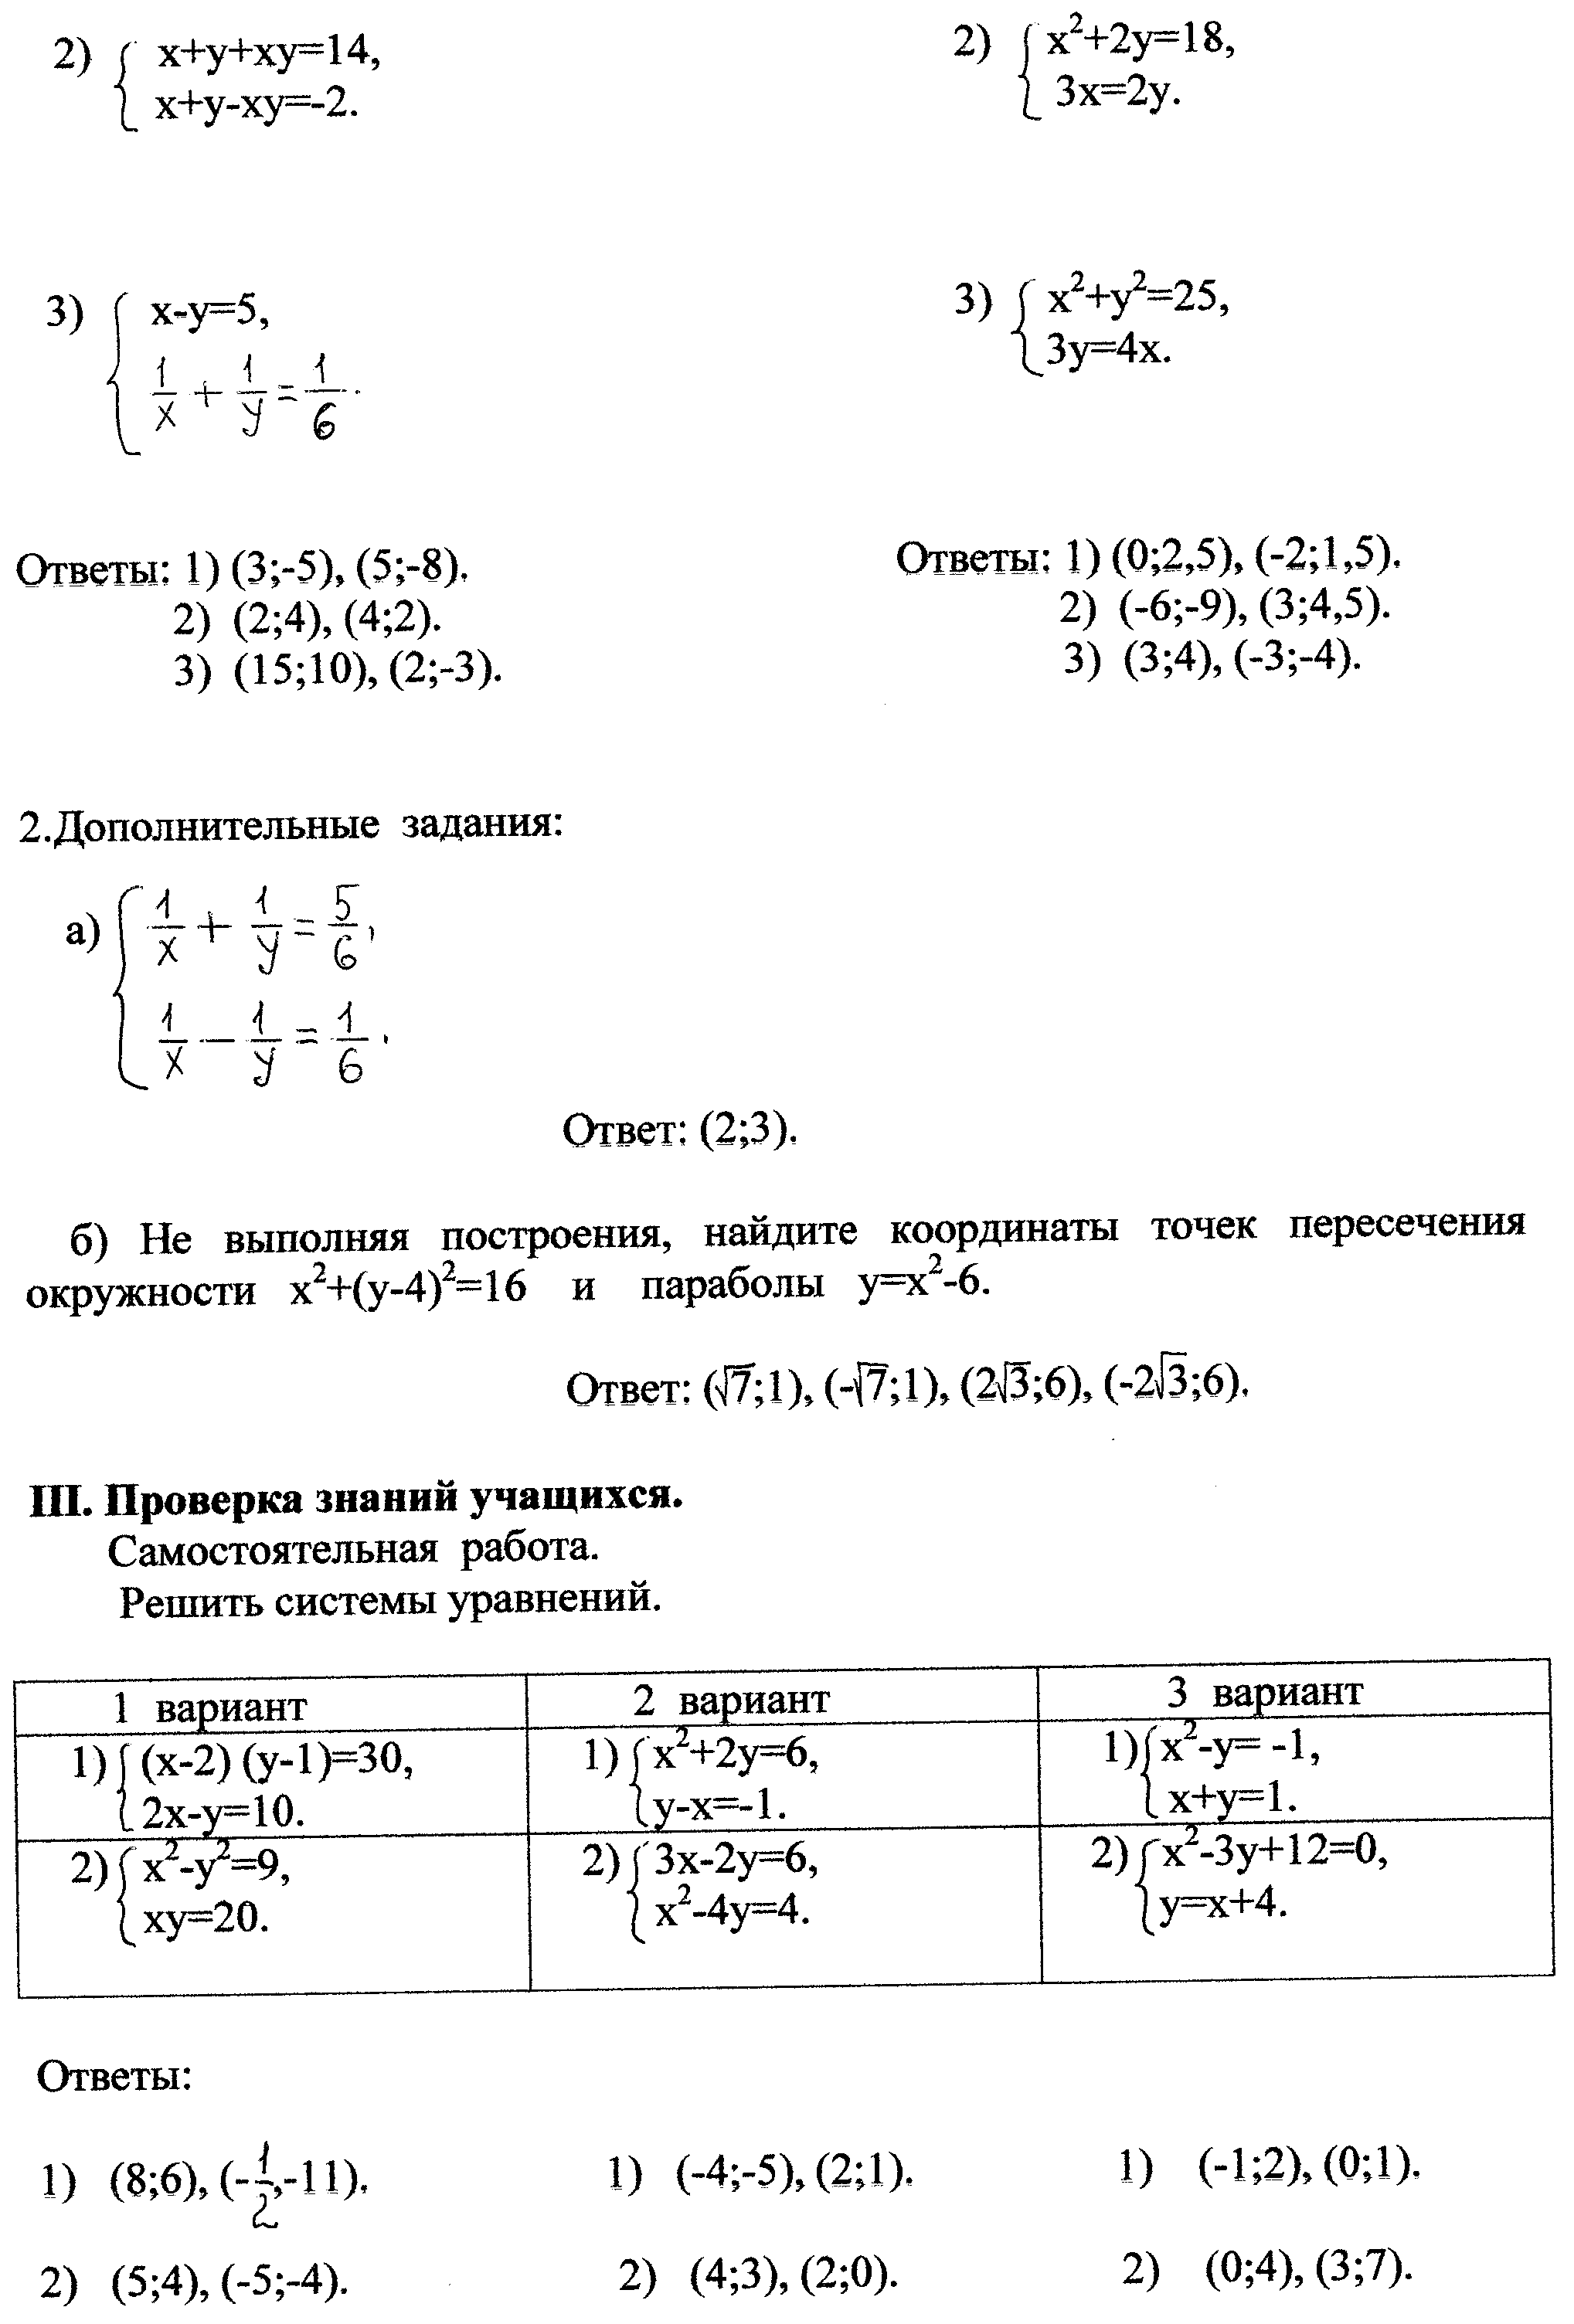 2) { x+y+xy=14,
x+y-xy=-2.
2) { x²+2y=18,
3x=2y.
3) { x-y=5,
1/x + 1/y = 1/6.
3) { x²+y²=25,
3y=4x.
Ответы: 1) (3;-5), (5;-8).
2) (2;4), (4;2).
3) (15;10), (2;-3).
Ответы: 1) (0;2,5), (-2;1,5).
2) (-6;-9), (3;4,5).
3) (3;4), (-3;-4).
2.Дополнительные задания:
а) { 1/x + 1/y = 5/6,
1/x - 1/y = 1/6.
Ответ: (2;3).
б) Не выполняя построения, найдите координаты точек пересечения
окружности x²+(y-4)²=16 и параболы y=x²-6.
Ответ: (√7;1), (-√7;1), (2√3;6), (-2√3;6).
III. Проверка знаний учащихся.
Самостоятельная работа.
Решить системы уравнений.
1 вариант
2 вариант
3 вариант
1) { (x-2) (y-1)=30,
2x-y=10.
1) { x²+2y=6,
y-x=-1.
1) { x²-y= -1,
x+y=1.
2) { x²-y²=9,
xy=20.
2) { 3x-2y=6,
x²-4y=4.
2) { x²-3y+12=0,
y=x+4.
Ответы:
1) (8;6), (-1/2;-11).
1) (-4;-5), (2;1).
1) (-1;2), (0;1).
2) (5;4), (-5;-4).
2) (4;3), (2;0).
2) (0;4), (3;7).